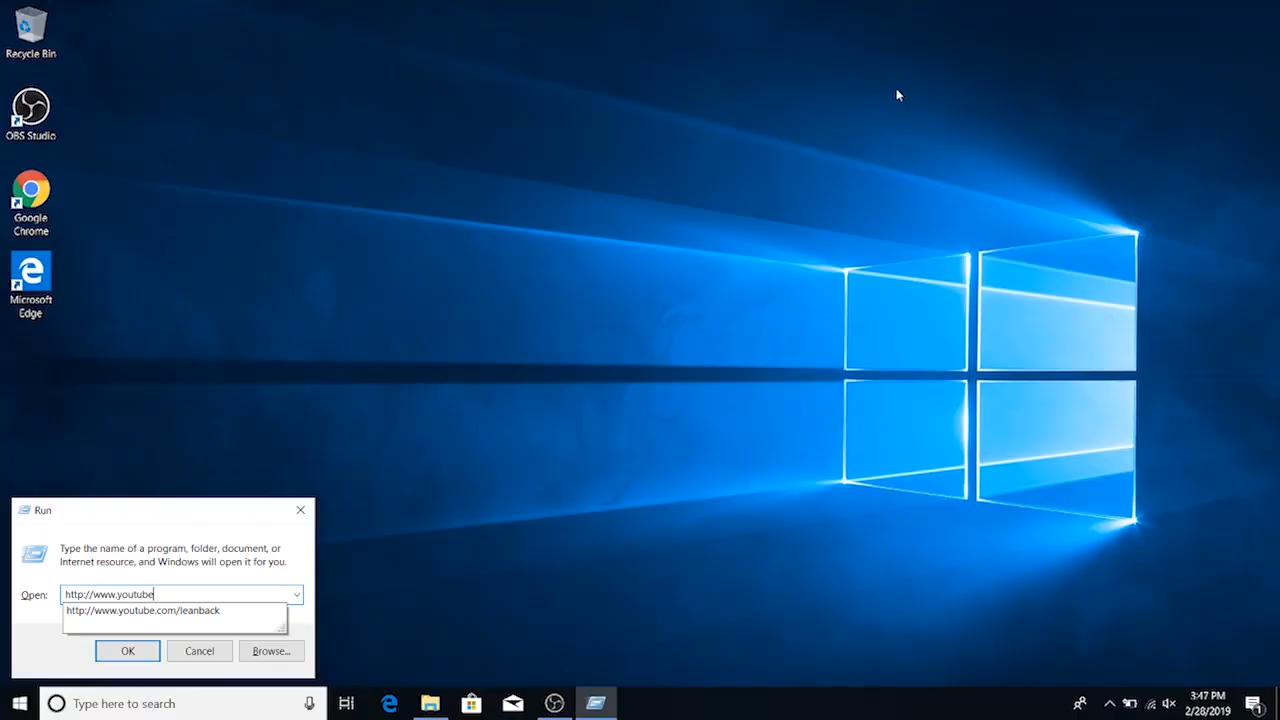 Recycle Bin
OBS Studio
Google
Chrome
Microsoft
Edge
Run
Type the name of a program, folder, document, or
Internet resource, and Windows will open it for you.
Open: http://www.youtube
http://www.youtube.com/leanback
OK Cancel Browse...
Type here to search
3:47 PM
2/28/2019
1